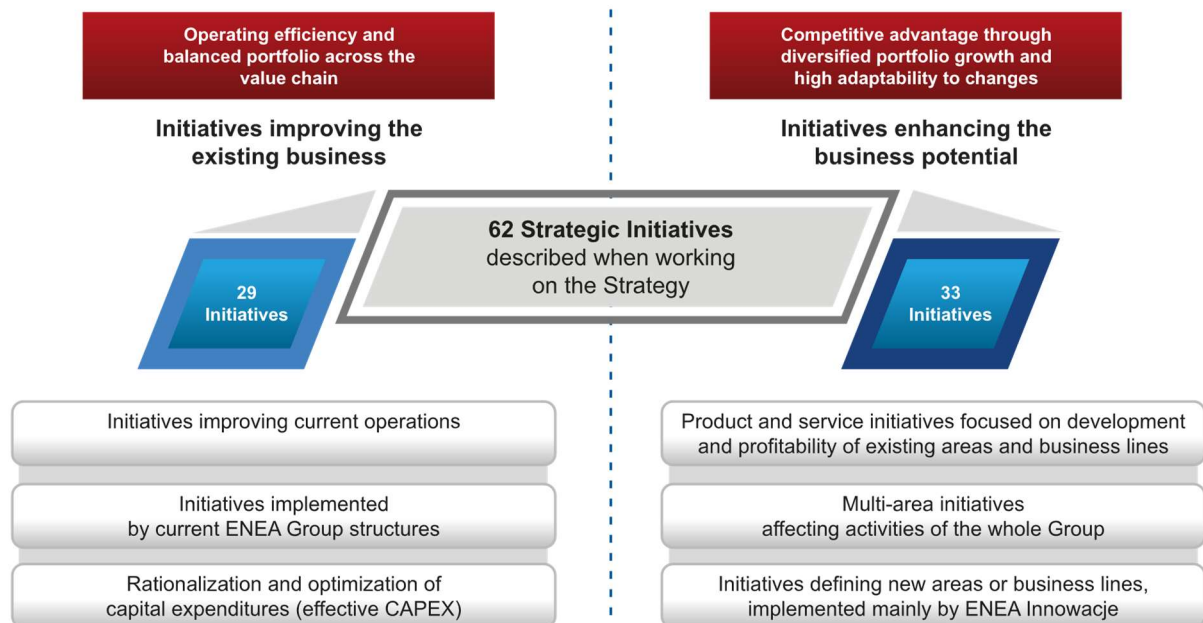 Operating efficiency and
balanced portfolio across the
value chain
Initiatives improving the
existing business
Competitive advantage through
diversified portfolio growth and
high adaptability to changes
Initiatives enhancing the
business potential
62 Strategic Initiatives
described when working
on the Strategy
29
Initiatives
33
Initiatives
Initiatives improving current operations
Initiatives implemented
by current ENEA Group structures
Rationalization and optimization of
capital expenditures (effective CAPEX)
Product and service initiatives focused on development
and profitability of existing areas and business lines
Multi-area initiatives
affecting activities of the whole Group
Initiatives defining new areas or business lines,
implemented mainly by ENEA Innowacje